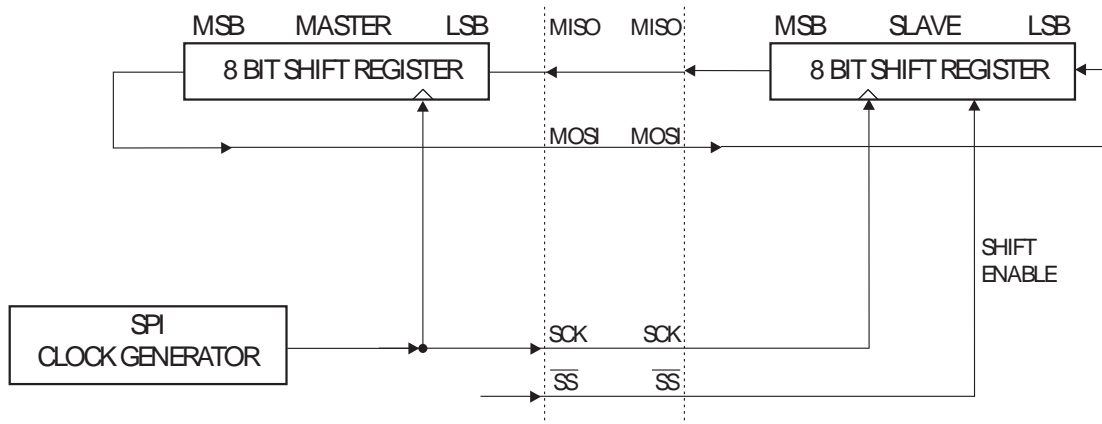 MSB MASTER LSB
8 BIT SHIFT REGISTER
MISO MISO
MSB SLAVE LSB
8 BIT SHIFT REGISTER
MOSI MOSI
SHIFT
ENABLE
SPI
CLOCK GENERATOR
SCK SCK
SS SS